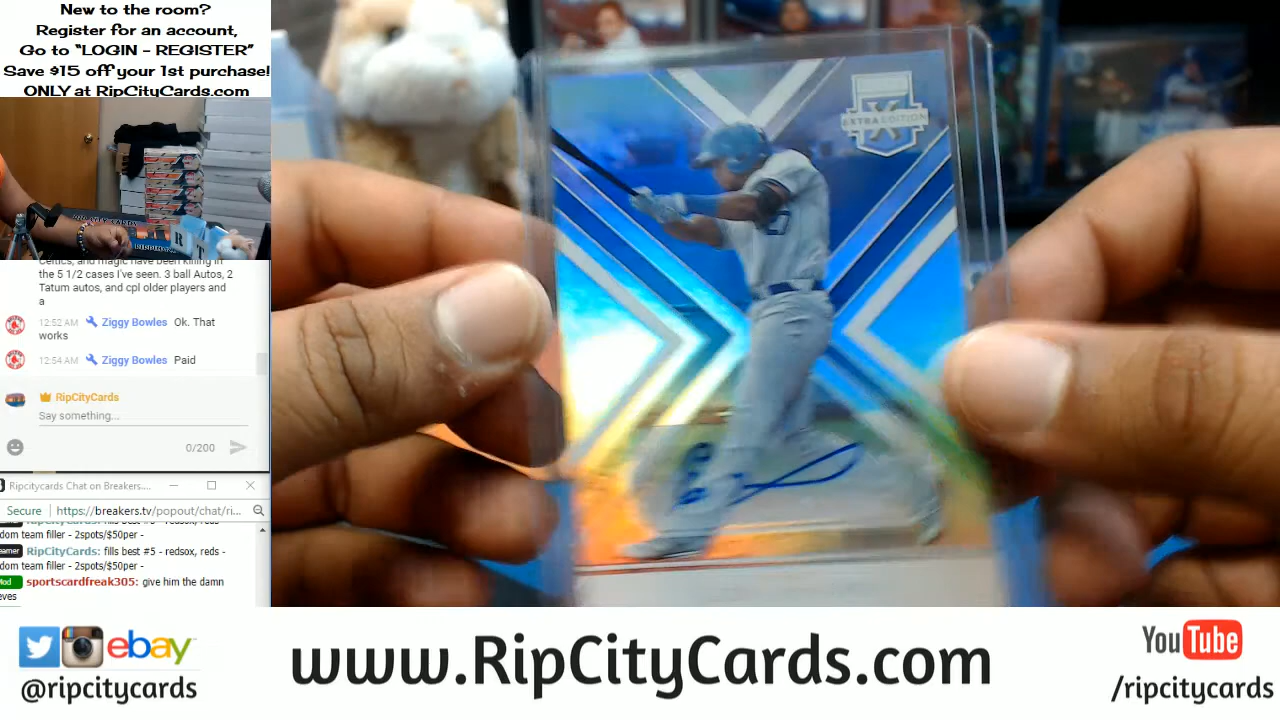 New to the room?
Register for an account,
Go to “LOGIN - REGISTER”
Save $15 off your 1st purchase!
ONLY at RipCityCards.com
RIP CITY CARDS
Celtics, and magic have been killing in
the 5 1/2 cases I've seen. 3 ball Autos, 2
Tatum autos, and cpl older players and
a
12:52 AM Ziggy Bowles Ok. That
works
12:54 AM Ziggy Bowles Paid
RipCityCards
Say something...
0/200
Ripcitycards Chat on Breakers....
Secure https://breakers.tv/popout/chat/ri...
RipCityCards: fills best #5 - redsox, reds -
dom team filler - 2spots/$50per -
eamer RipCityCards: fills best #5 - redsox, reds -
dom team filler - 2spots/$50per -
Mod sportscardfreak305: give him the damn
eves
EXTRA EDITION
X
ebay
@ripcitycards
www.RipCityCards.com
YouTube
/ripcitycards